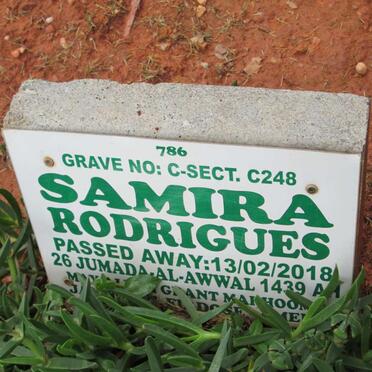 786
GRAVE NO: C-SECT. C248
SAMIRA
RODRIGUES
PASSED AWAY:13/02/2018
26 JUMADA-AL-AWWAL 1439